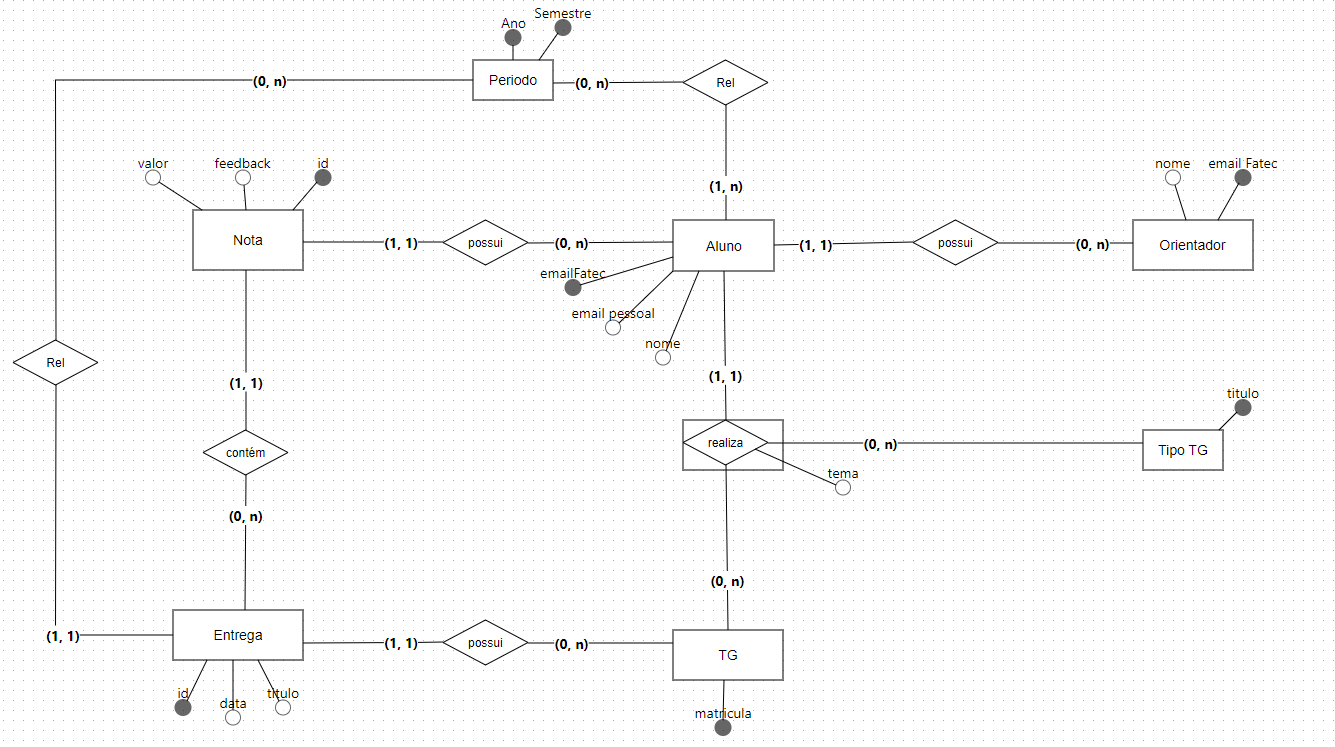 Semestre
Ano
Periodo
(0, n)
(0, n)
Rel
valor
feedback
id
(1, n)
nome
email Fatec
Nota
(1, 1)
possui
(0, n)
Aluno
(1, 1)
possui
(0, n)
Orientador
emailFatec
email pessoal
nome
Rel
(1, 1)
(1, 1)
titulo
contém
realiza
(0, n)
Tipo TG
tema
(0, n)
(0, n)
(1, 1)
Entrega
(1, 1)
possui
(0, n)
TG
id
data
titulo
matricula